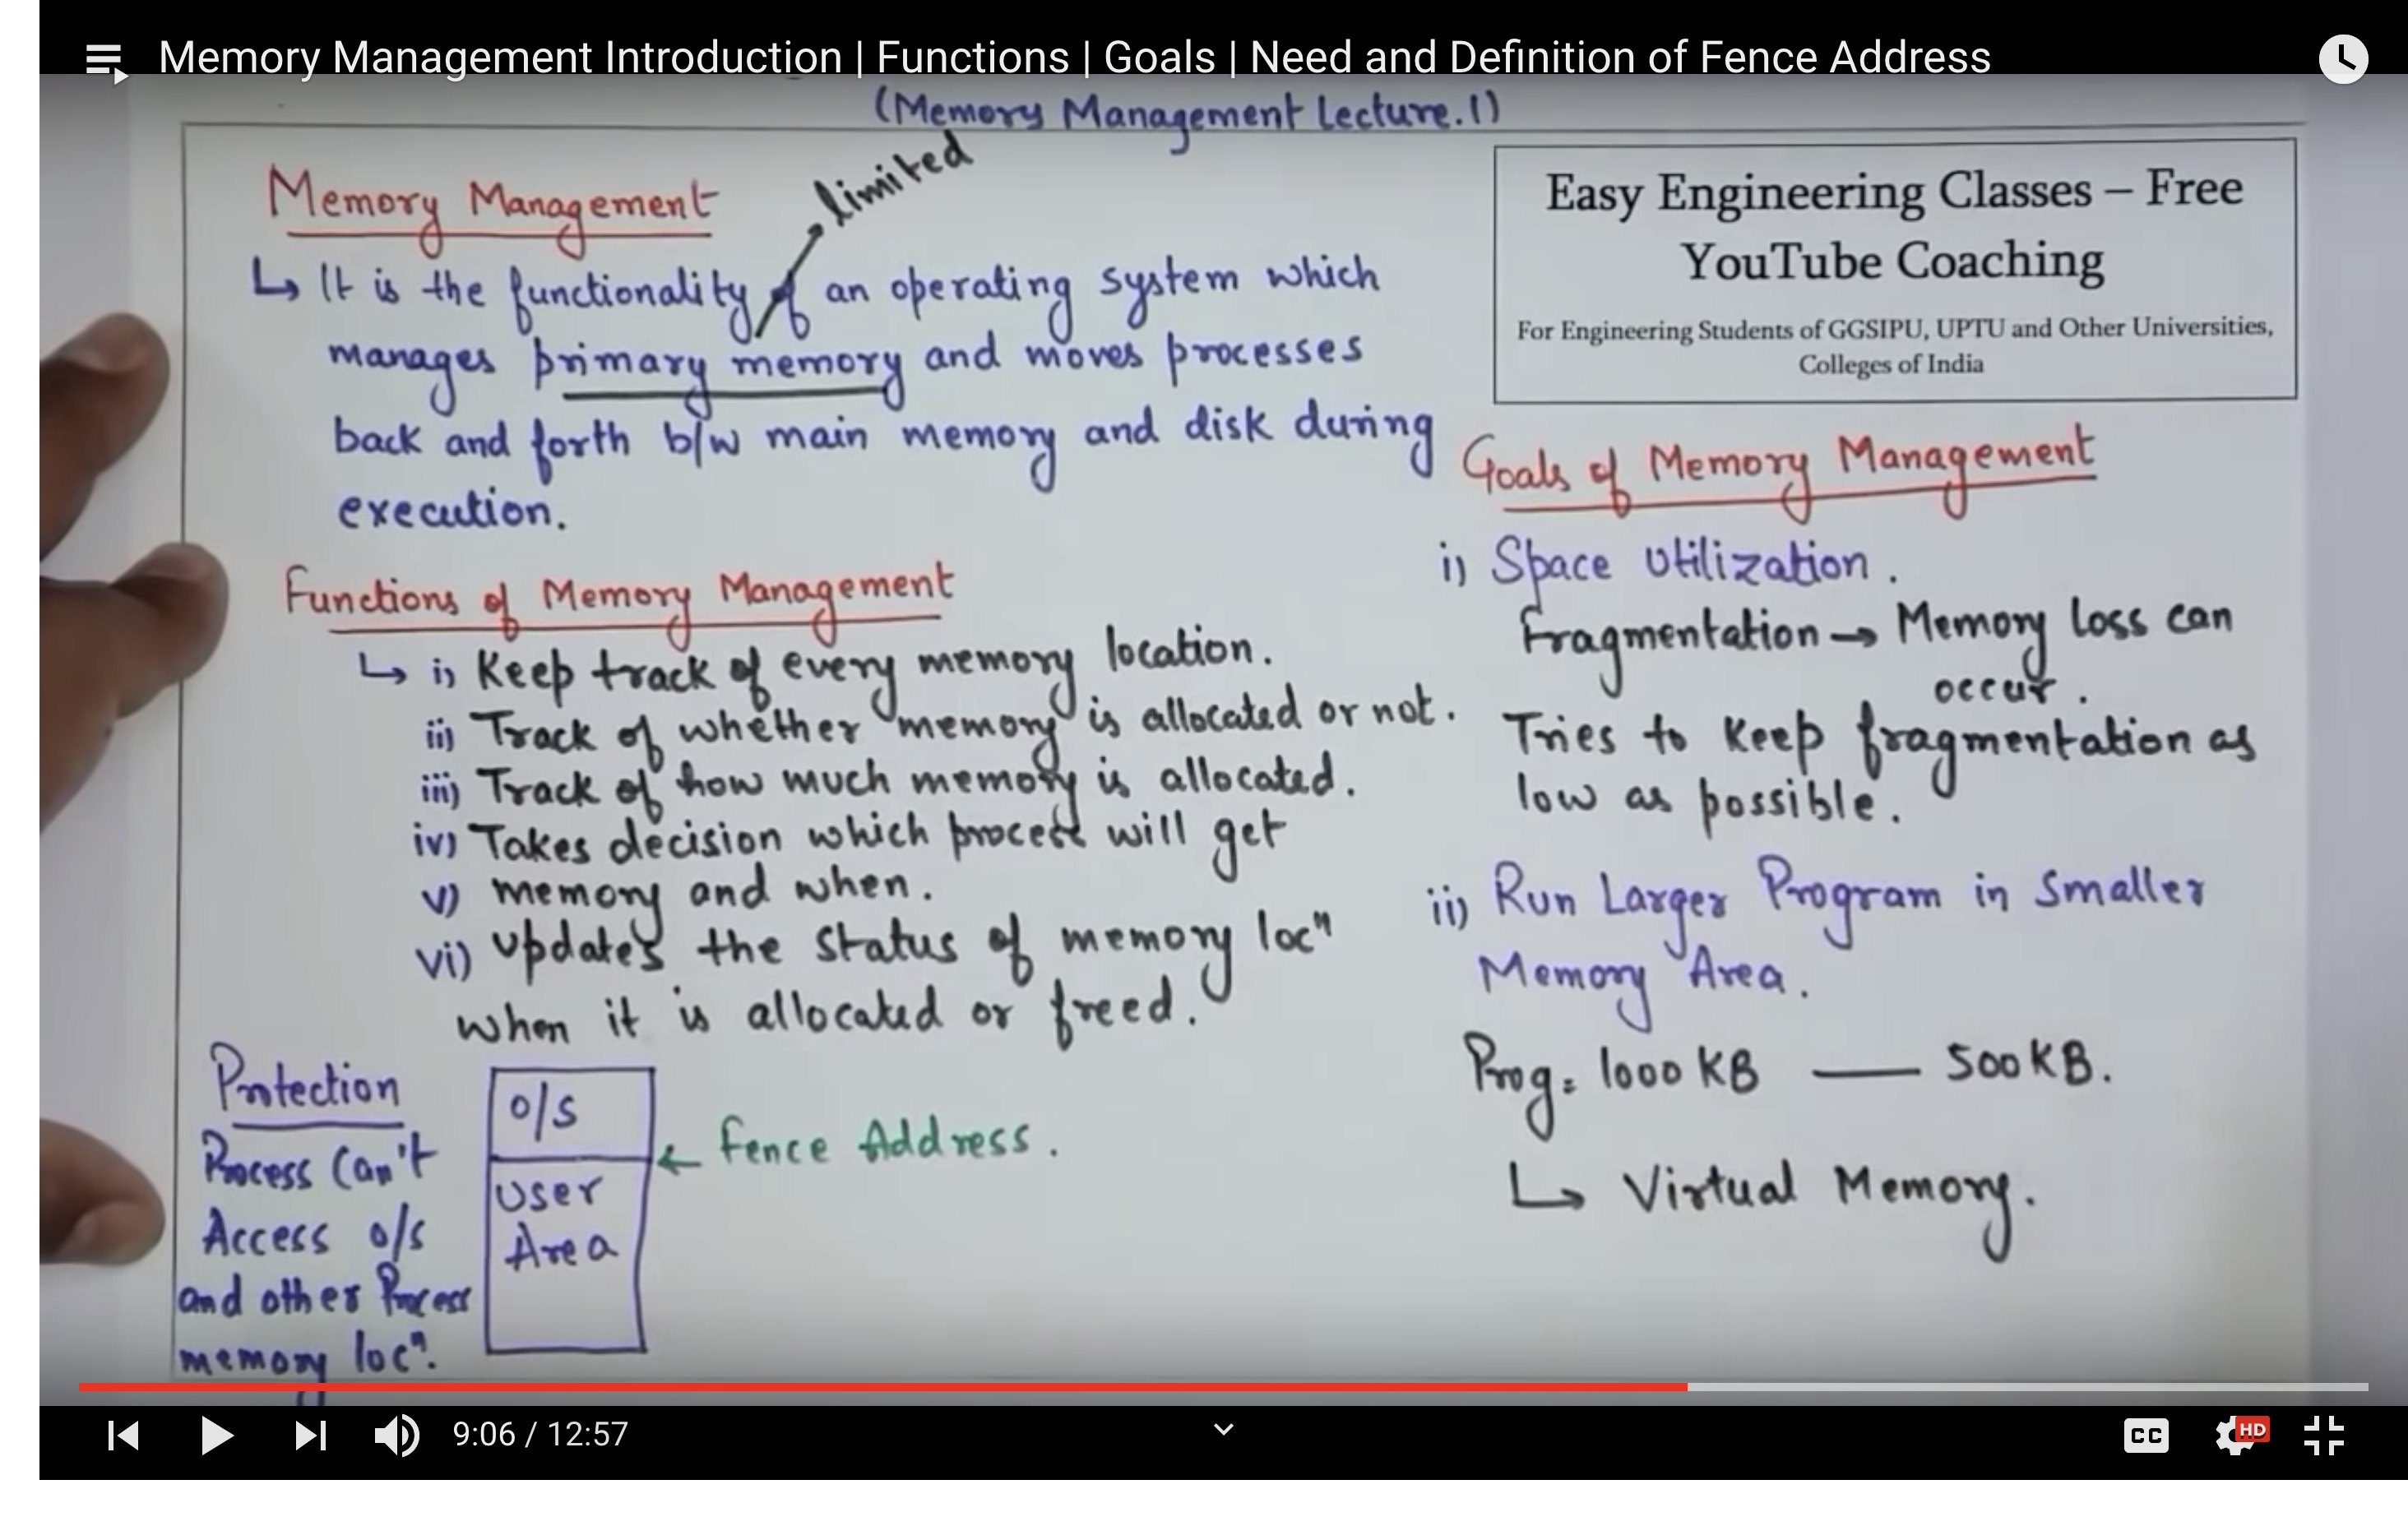 Memory Management Introduction | Functions | Goals | Need and Definition of Fence Address
(Memory Management Lecture.1)
Memory Management
limited
↳ It is the functionality of an operating system which
manages primary memory and moves processes
back and forth b/w main memory and disk during
execution.
Functions of Memory Management
↳ i) Keep track of every memory location.
ii) Track of whether memory is allocated or not.
iii) Track of how much memory is allocated.
iv) Takes decision which process will get
v) memory and when.
vi) Updates the status of memory locⁿ
when it is allocated or freed.
Protection
Process Can't
Access o/s
and other Process
memory locⁿ.
o/s
User
Area
← Fence Address.
Easy Engineering Classes – Free
YouTube Coaching
For Engineering Students of GGSIPU, UPTU and Other Universities,
Colleges of India
Goals of Memory Management
i) Space Utilization.
Fragmentation → Memory loss can
occur.
Tries to keep fragmentation as
low as possible.
ii) Run Larger Program in Smaller
Memory Area.
Prog = 1000 KB — 500 KB.
↳ Virtual Memory.
9:06 / 12:57
CC
HD